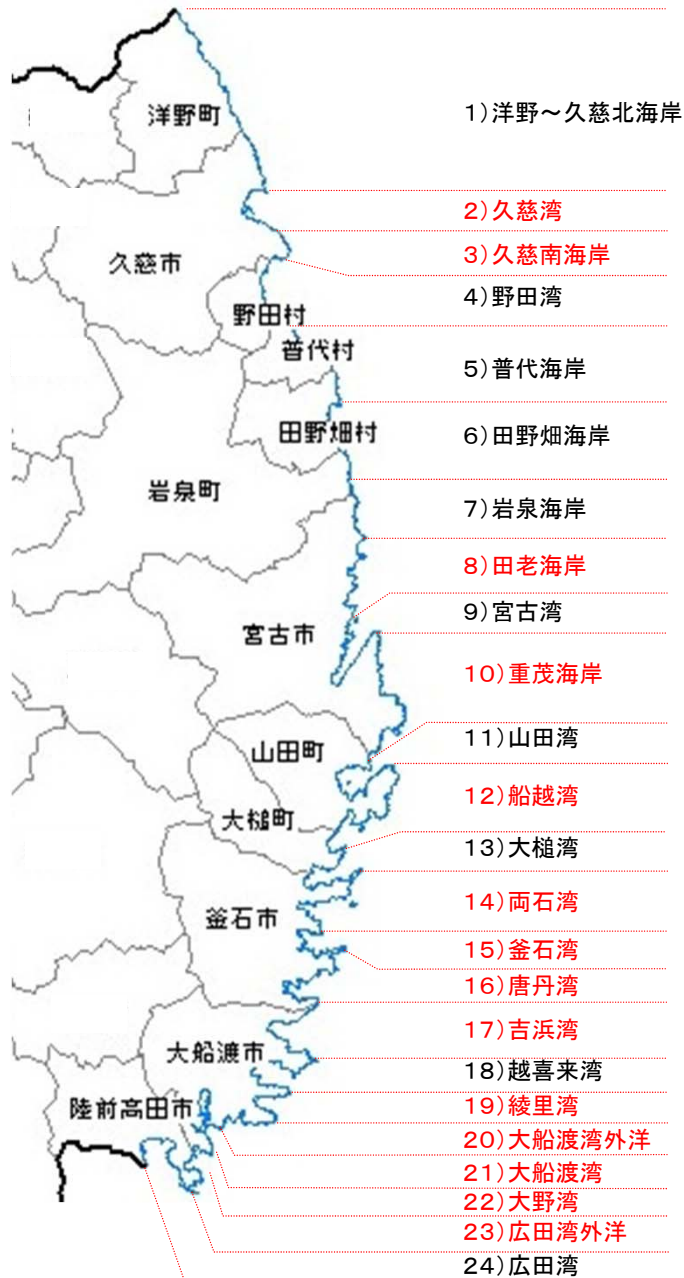 洋野町
久慈市
野田村
普代村
田野畑村
岩泉町
宮古市
山田町
大槌町
釜石市
大船渡市
陸前高田市
1)洋野～久慈北海岸
2)久慈湾
3)久慈南海岸
4)野田湾
5)普代海岸
6)田野畑海岸
7)岩泉海岸
8)田老海岸
9)宮古湾
10)重茂海岸
11)山田湾
12)船越湾
13)大槌湾
14)両石湾
15)釜石湾
16)唐丹湾
17)吉浜湾
18)越喜来湾
19)綾里湾
20)大船渡湾外洋
21)大船渡湾
22)大野湾
23)広田湾外洋
24)広田湾